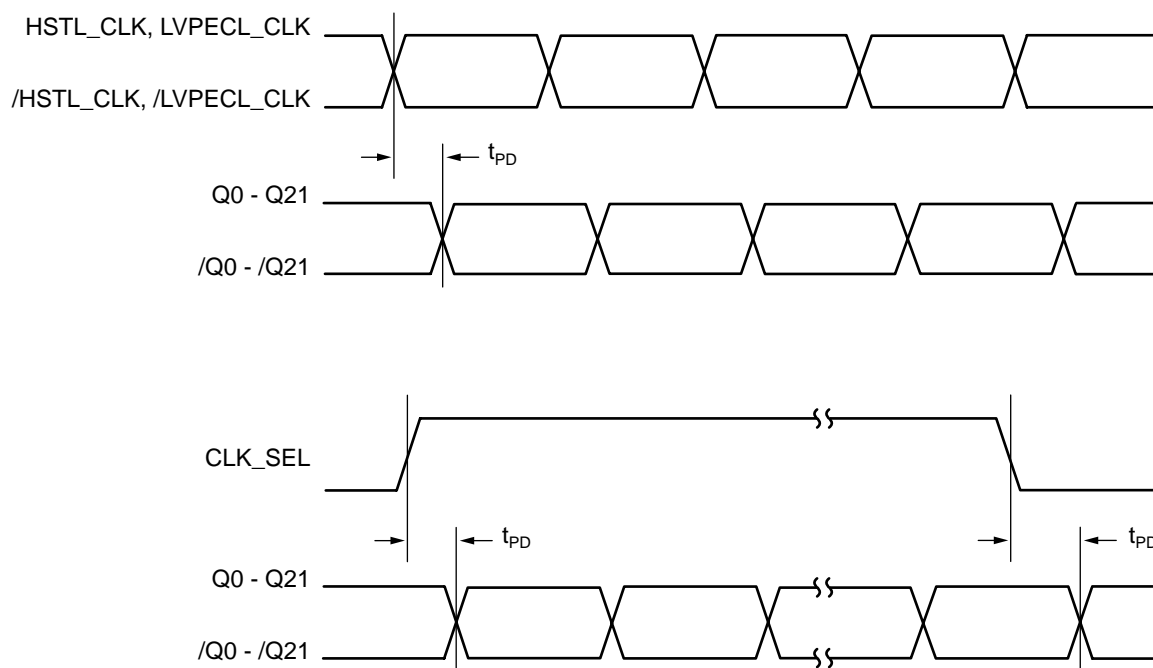 HSTL_CLK, LVPECL_CLK
/HSTL_CLK, /LVPECL_CLK
tPD
Q0 - Q21
/Q0 - /Q21
CLK_SEL
tPD
tPD
Q0 - Q21
/Q0 - /Q21